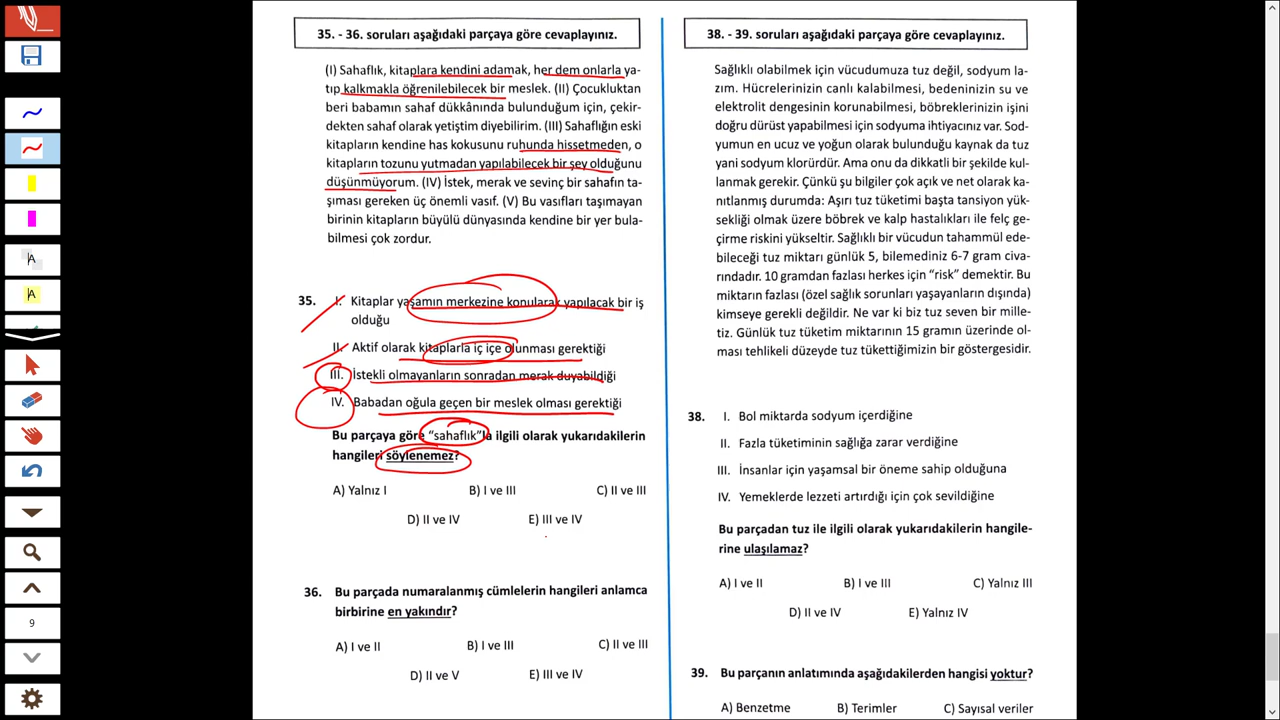 35. - 36. soruları aşağıdaki parçaya göre cevaplayınız.
(I) Sahaflık, kitaplara kendini adamak, her dem onlarla ya-
tıp kalkmakla öğrenilebilecek bir meslek. (II) Çocukluktan
beri babamın sahaf dükkânında bulunduğum için, çekir-
dekten sahaf olarak yetiştim diyebilirim. (III) Sahaflığın eski
kitapların kendine has kokusunu ruhunda hissetmeden, o
kitapların tozunu yutmadan yapılabilecek bir şey olduğunu
düşünmüyorum. (IV) İstek, merak ve sevinç bir sahafın ta-
şıması gereken üç önemli vasıf. (V) Bu vasıfları taşımayan
birinin kitapların büyülü dünyasında kendine bir yer bula-
bilmesi çok zordur.
35. I. Kitaplar yaşamın merkezine konularak yapılacak bir iş
olduğu
II. Aktif olarak kitaplarla iç içe olunması gerektiği
III. İstekli olmayanların sonradan merak duyabildiği
IV. Babadan oğula geçen bir meslek olması gerektiği
Bu parçaya göre “sahaflık”la ilgili olarak yukarıdakilerin
hangileri söylenemez?
A) Yalnız I B) I ve III C) II ve III
D) II ve IV E) III ve IV
36. Bu parçada numaralanmış cümlelerin hangileri anlamca
birbirine en yakındır?
A) I ve II B) I ve III C) II ve III
D) II ve V E) III ve IV
38. - 39. soruları aşağıdaki parçaya göre cevaplayınız.
Sağlıklı olabilmek için vücudumuza tuz değil, sodyum la-
zım. Hücrelerinizin canlı kalabilmesi, bedeninizin su ve
elektrolit dengesinin korunabilmesi, böbreklerinizin işini
doğru dürüst yapabilmesi için sodyuma ihtiyacınız var. Sod-
yumun en ucuz ve yoğun olarak bulunduğu kaynak da tuz
yani sodyum klorürdür. Ama onu da dikkatli bir şekilde kul-
lanmak gerekir. Çünkü şu bilgiler çok açık ve net olarak ka-
nıtlanmış durumda: Aşırı tuz tüketimi başta tansiyon yük-
sekliği olmak üzere böbrek ve kalp hastalıkları ile felç ge-
çirme riskini yükseltir. Sağlıklı bir vücudun tahammül ede-
bileceği tuz miktarı günlük 5, bilemediniz 6-7 gram civa-
rındadır. 10 gramdan fazlası herkes için “risk” demektir. Bu
miktarın fazlası (özel sağlık sorunları yaşayanların dışında)
kimseye gerekli değildir. Ne var ki biz tuz seven bir mille-
tiz. Günlük tuz tüketim miktarının 15 gramın üzerinde ol-
ması tehlikeli düzeyde tuz tükettiğimizin bir göstergesidir.
38. I. Bol miktarda sodyum içerdiğine
II. Fazla tüketiminin sağlığa zarar verdiğine
III. İnsanlar için yaşamsal bir öneme sahip olduğuna
IV. Yemeklerde lezzeti artırdığı için çok sevildiğine
Bu parçadan tuz ile ilgili olarak yukarıdakilerin hangile-
rine ulaşılamaz?
A) I ve II B) I ve III C) Yalnız III
D) II ve IV E) Yalnız IV
39. Bu parçanın anlatımında aşağıdakilerden hangisi yoktur?
A) Benzetme B) Terimler C) Sayısal veriler
A
A
9